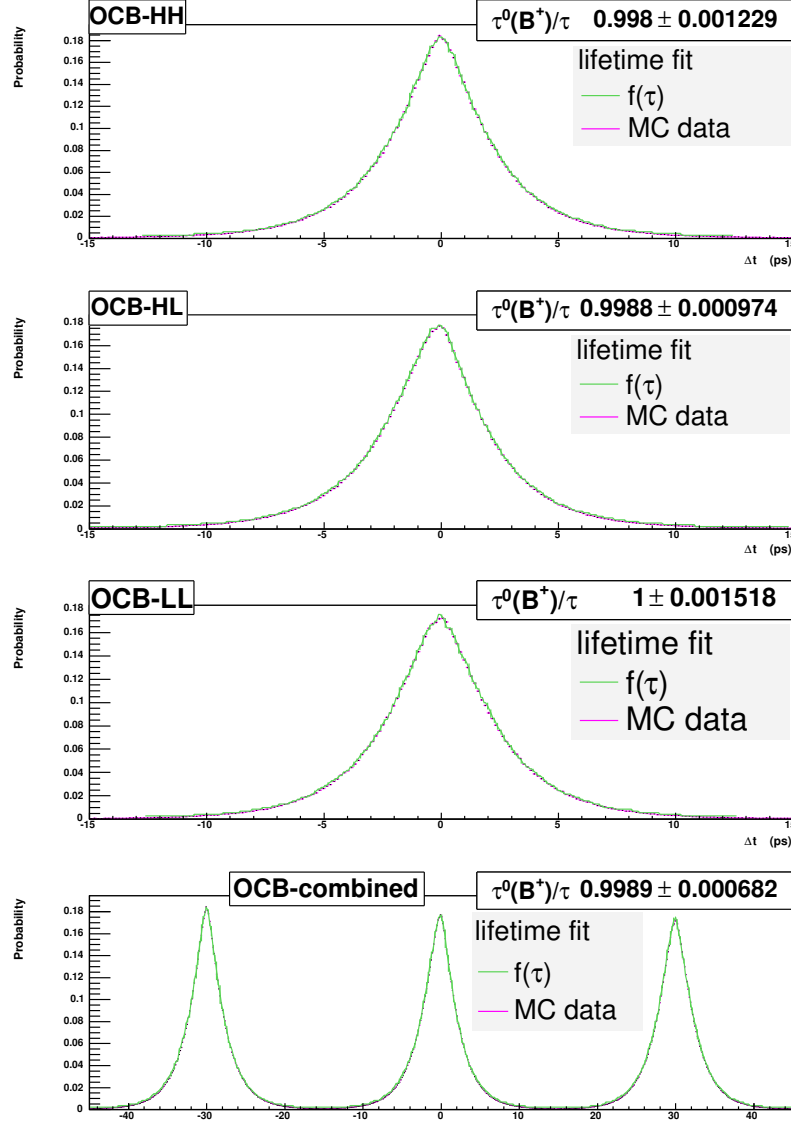 OCB-HH
τ⁰(B⁺)/τ 0.998 ± 0.001229
Probability
lifetime fit
f(τ)
MC data
0.18
0.16
0.14
0.12
0.1
0.08
0.06
0.04
0.02
0
-15 -10 -5 0 5 10 15
Δt (ps)
OCB-HL
τ⁰(B⁺)/τ 0.9988 ± 0.000974
Probability
lifetime fit
f(τ)
MC data
0.18
0.16
0.14
0.12
0.1
0.08
0.06
0.04
0.02
0
-15 -10 -5 0 5 10 15
Δt (ps)
OCB-LL
τ⁰(B⁺)/τ 1 ± 0.001518
Probability
lifetime fit
f(τ)
MC data
0.18
0.16
0.14
0.12
0.1
0.08
0.06
0.04
0.02
0
-15 -10 -5 0 5 10 15
Δt (ps)
OCB-combined
τ⁰(B⁺)/τ 0.9989 ± 0.000682
Probability
lifetime fit
f(τ)
MC data
0.18
0.16
0.14
0.12
0.1
0.08
0.06
0.04
0.02
0
-40 -30 -20 -10 0 10 20 30 40
Δt (ps)